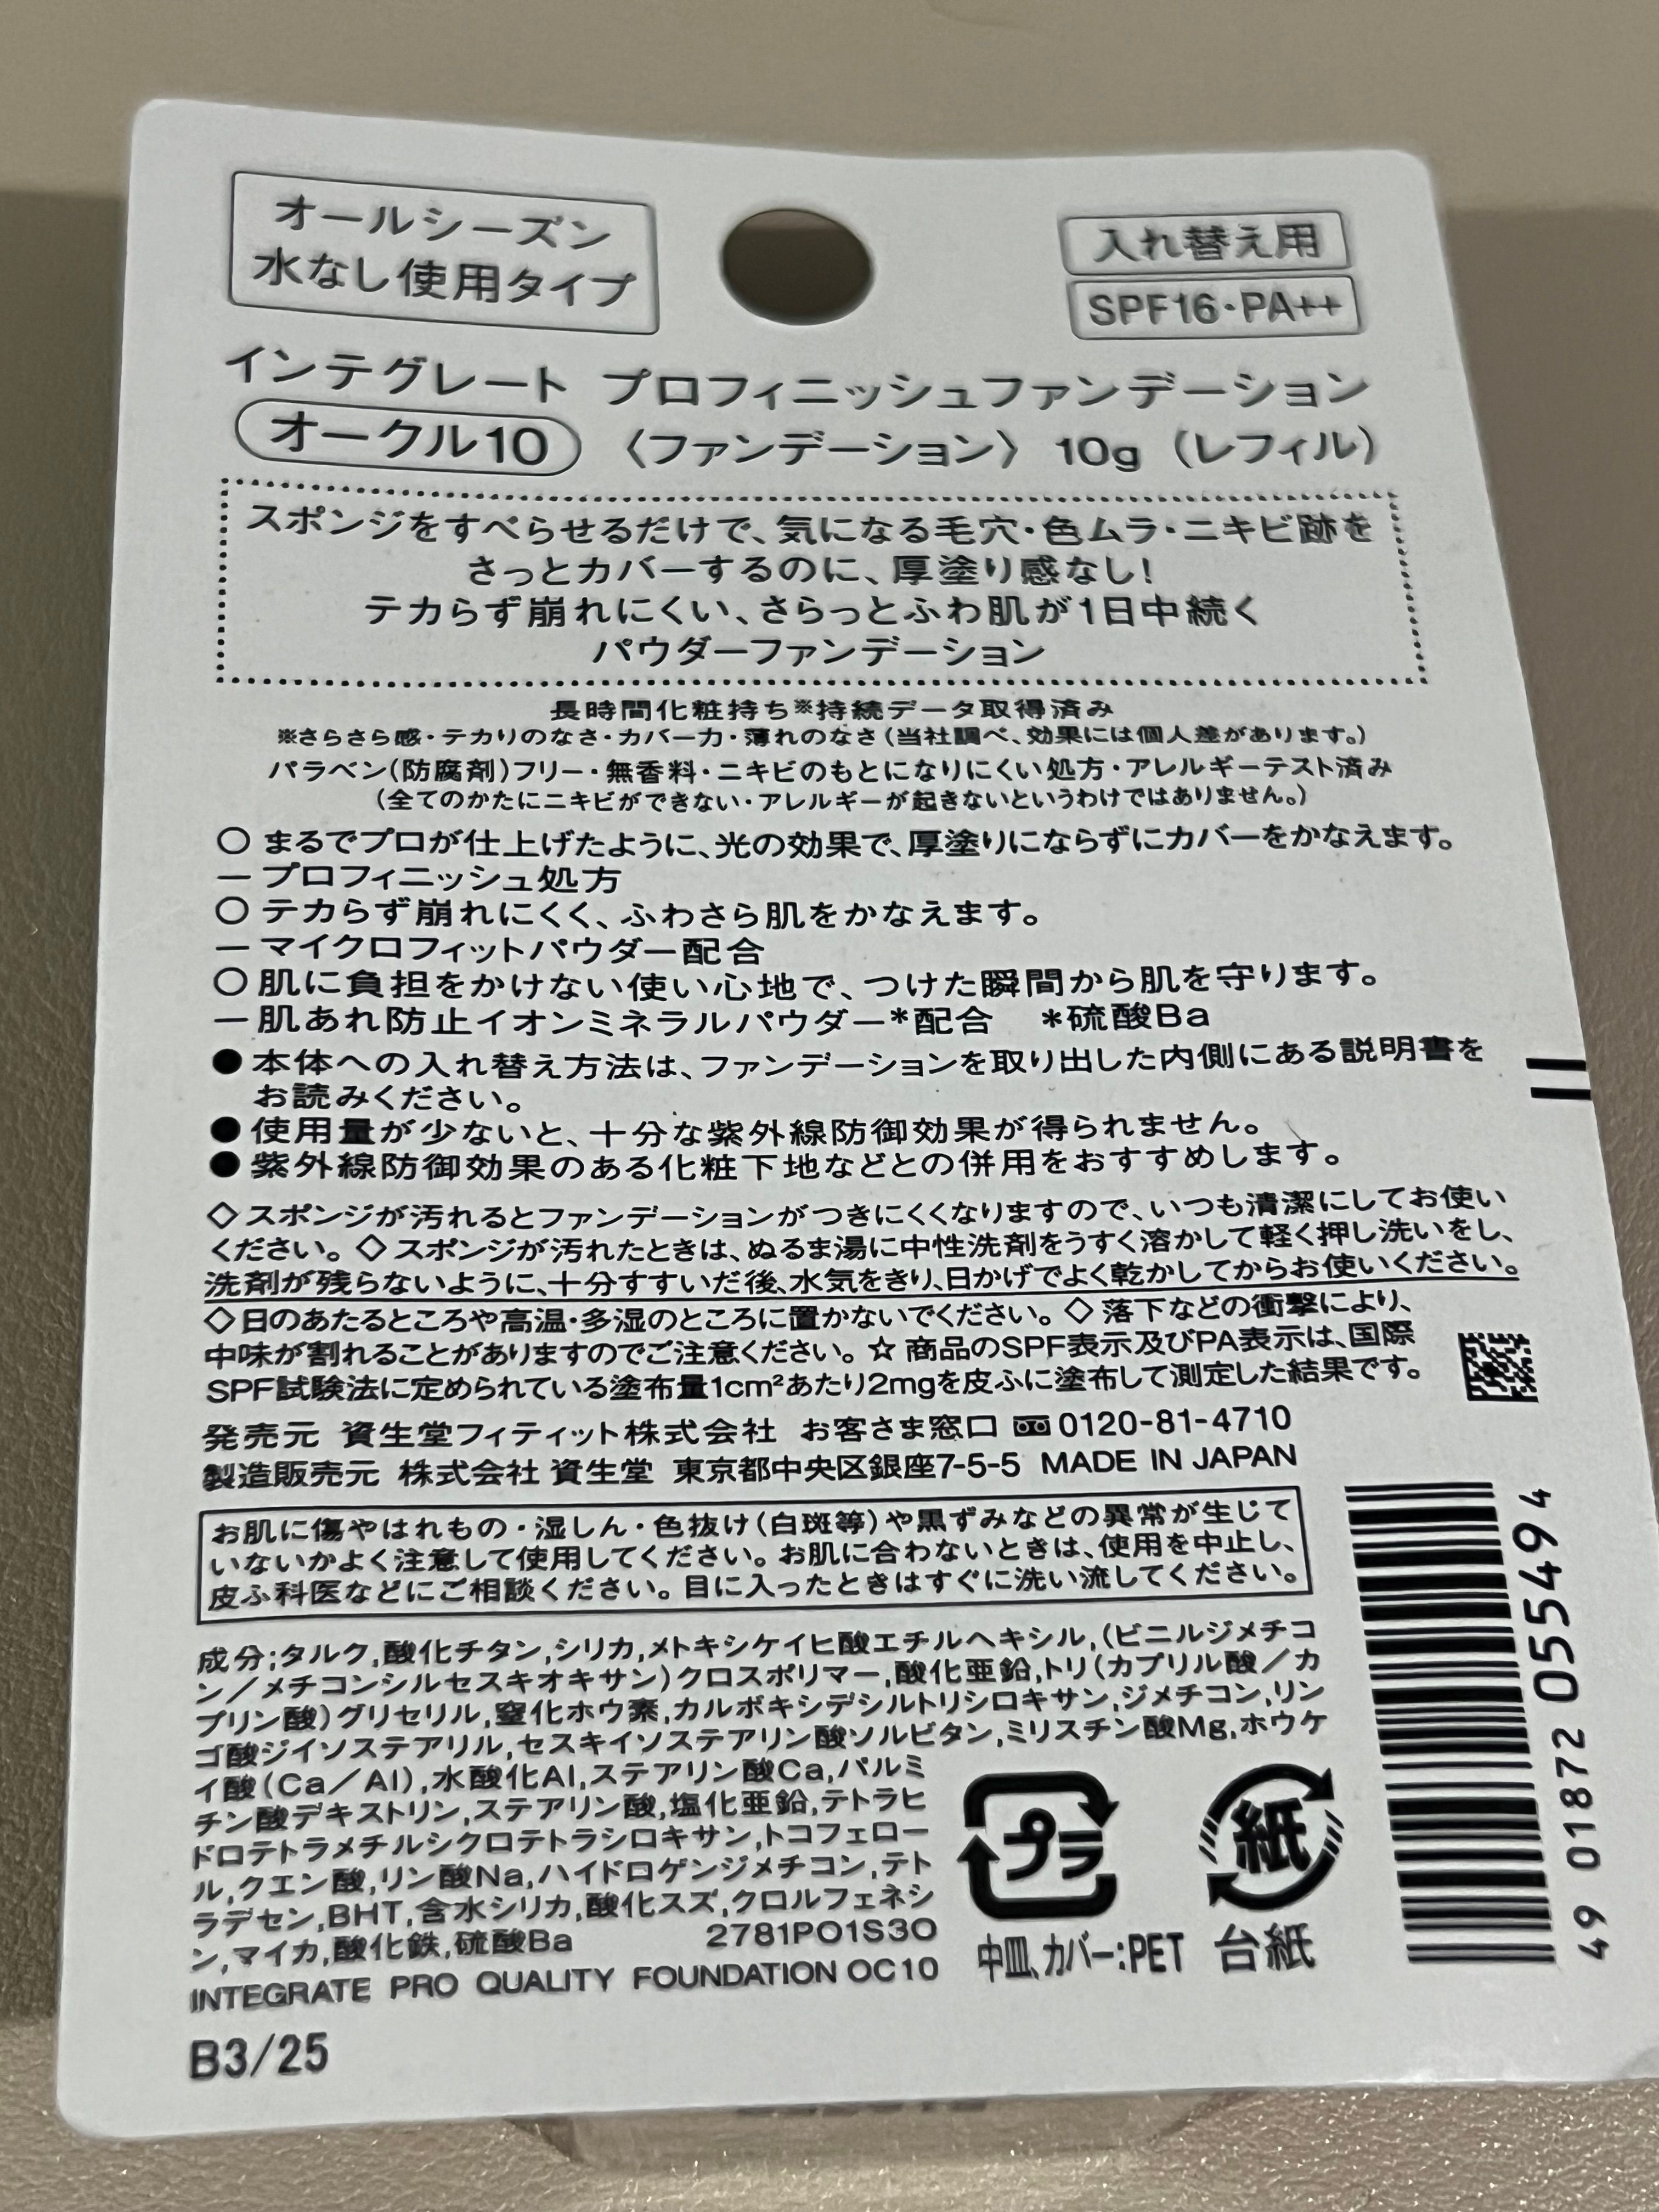 オールシーズン
水なし使用タイプ
入れ替え用
SPF16・PA++
インテグレート プロフィニッシュファンデーション
オークル10 〈ファンデーション〉 10g (レフィル)
スポンジをすべらせるだけで、気になる毛穴・色ムラ・ニキビ跡を
さっとカバーするのに、厚塗り感なし!
テカらず崩れにくい、さらっとふわ肌が1日中続く
パウダーファンデーション
長時間化粧持ち※持続データ取得済み
※さらさら感・テカりのなさ・カバー力・薄れのなさ(当社調べ、効果には個人差があります。)
パラベン(防腐剤)フリー・無香料・ニキビのもとになりにくい処方・アレルギーテスト済み
(全てのかたにニキビができない・アレルギーが起きないというわけではありません。)
○ まるでプロが仕上げたように、光の効果で、厚塗りにならずにカバーをかなえます。
ー プロフィニッシュ処方
○ テカらず崩れにくく、ふわさら肌をかなえます。
ー マイクロフィットパウダー配合
○ 肌に負担をかけない使い心地で、つけた瞬間から肌を守ります。
ー 肌あれ防止イオンミネラルパウダー*配合 *硫酸Ba
● 本体への入れ替え方法は、ファンデーションを取り出した内側にある説明書を
お読みください。
● 使用量が少ないと、十分な紫外線防御効果が得られません。
● 紫外線防御効果のある化粧下地などとの併用をおすすめします。
◇ スポンジが汚れるとファンデーションがつきにくくなりますので、いつも清潔にしてお使い
ください。◇ スポンジが汚れたときは、ぬるま湯に中性洗剤をうすく溶かして軽く押し洗いをし、
洗剤が残らないように、十分すすいだ後、水気をきり、日かげでよく乾かしてからお使いください。
◇ 日のあたるところや高温・多湿のところに置かないでください。◇ 落下などの衝撃により、
中味が割れることがありますのでご注意ください。☆ 商品のSPF表示及びPA表示は、国際
SPF試験法に定められている塗布量1cm²あたり2mgを皮ふに塗布して測定した結果です。
発売元 資生堂フィティット株式会社 お客さま窓口 0120-81-4710
製造販売元 株式会社 資生堂 東京都中央区銀座7-5-5 MADE IN JAPAN
お肌に傷やはれもの・湿しん・色抜け(白斑等)や黒ずみなどの異常が生じて
いないかよく注意して使用してください。お肌に合わないときは、使用を中止し、
皮ふ科医などにご相談ください。目に入ったときはすぐに洗い流してください。
成分;タルク,酸化チタン,シリカ,メトキシケイヒ酸エチルヘキシル,(ビニルジメチコ
ン/メチコンシルセスキオキサン)クロスポリマー,酸化亜鉛,トリ(カプリル酸/カ
プリン酸)グリセリル,窒化ホウ素,カルボキシデシルトリシロキサン,ジメチコン,リン
ゴ酸ジイソステアリル,セスキイソステアリン酸ソルビタン,ミリスチン酸Mg,ホウケ
イ酸(Ca/Al),水酸化Al,ステアリン酸Ca,パルミ
チン酸デキストリン,ステアリン酸,塩化亜鉛,テトラヒ
ドロテトラメチルシクロテトラシロキサン,トコフェロー
ル,クエン酸,リン酸Na,ハイドロゲンジメチコン,テト
ラデセン,BHT,含水シリカ,酸化スズ,クロルフェネシ
ン,マイカ,酸化鉄,硫酸Ba 2781PO1S3O
INTEGRATE PRO QUALITY FOUNDATION OC10
プラ
中皿、カバー:PET
紙
台紙
4901872 055494
B3/25